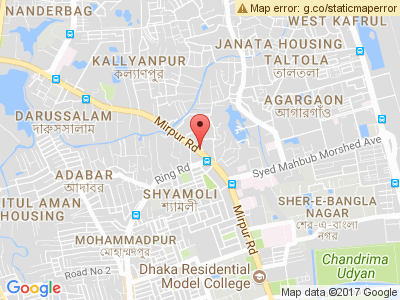 Map error: g.co/staticmaperror
NANDERBAG
WEST KAFRUL
KALLYANPUR
কল্যাণপুর
JANATA HOUSING
TALTOLA
তালতলা
AGARGAON
আগারগাঁও
DARUSSALAM
দারুসসালাম
Mirpur Rd
Syed Mahbub Morshed Ave
Ring Rd
ADABAR
আদাবর
SHYAMOLI
শ্যামলী
ITUL AMAN
HOUSING
SHER-E-BANGLA
NAGAR
শের-এ-বাংলা
নগর
Mirpur Rd
MOHAMMADPUR
মোহাম্মদপুর
Road No 2
Dhaka Residential
Model College
Chandrima
Udyan
Google
Map data ©2017 Google